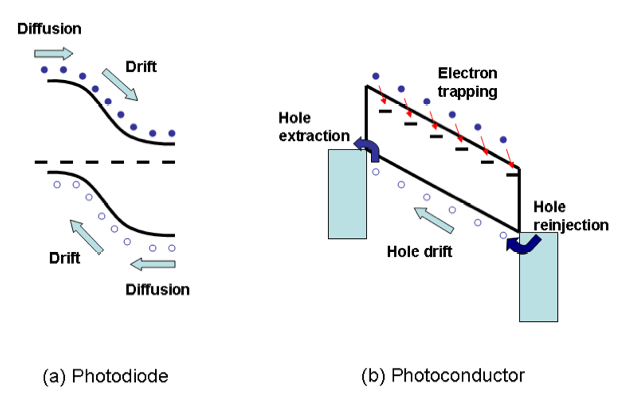 Diffusion
Drift
Drift
Diffusion
(a) Photodiode
Electron
trapping
Hole
extraction
Hole
reinjection
Hole drift
(b) Photoconductor